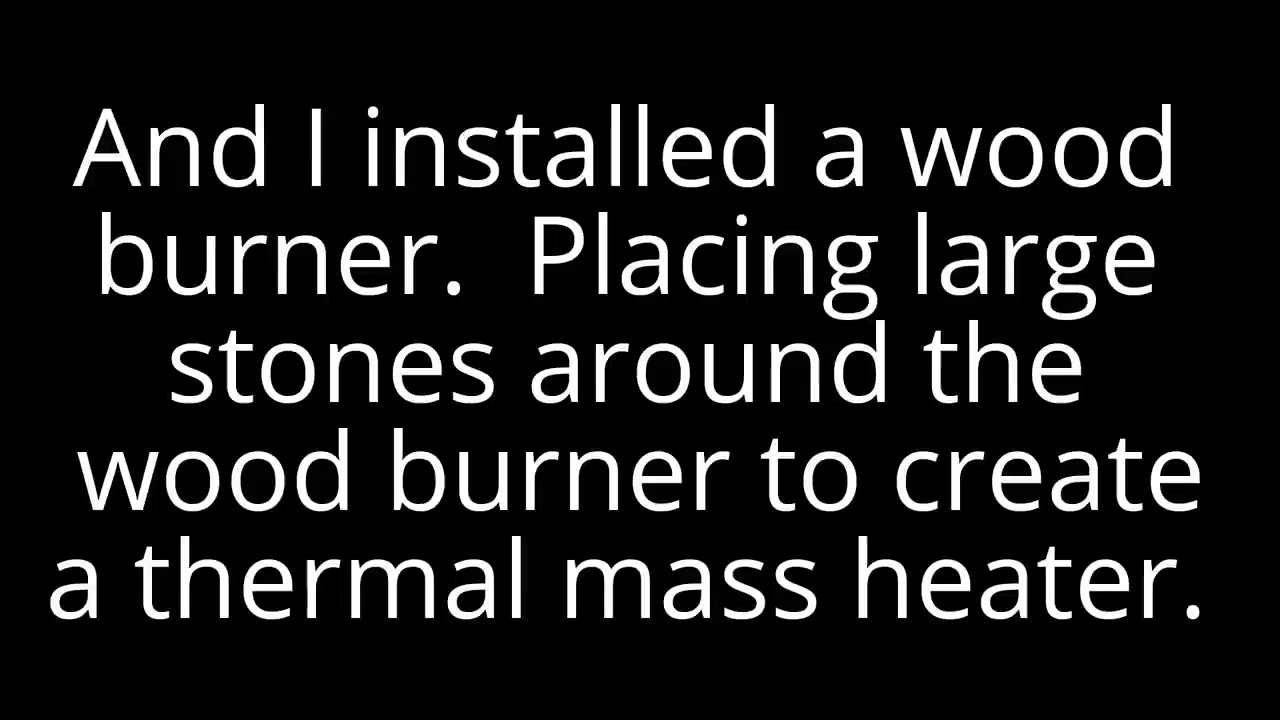 And I installed a wood
burner.  Placing large
stones around the
wood burner to create
a thermal mass heater.